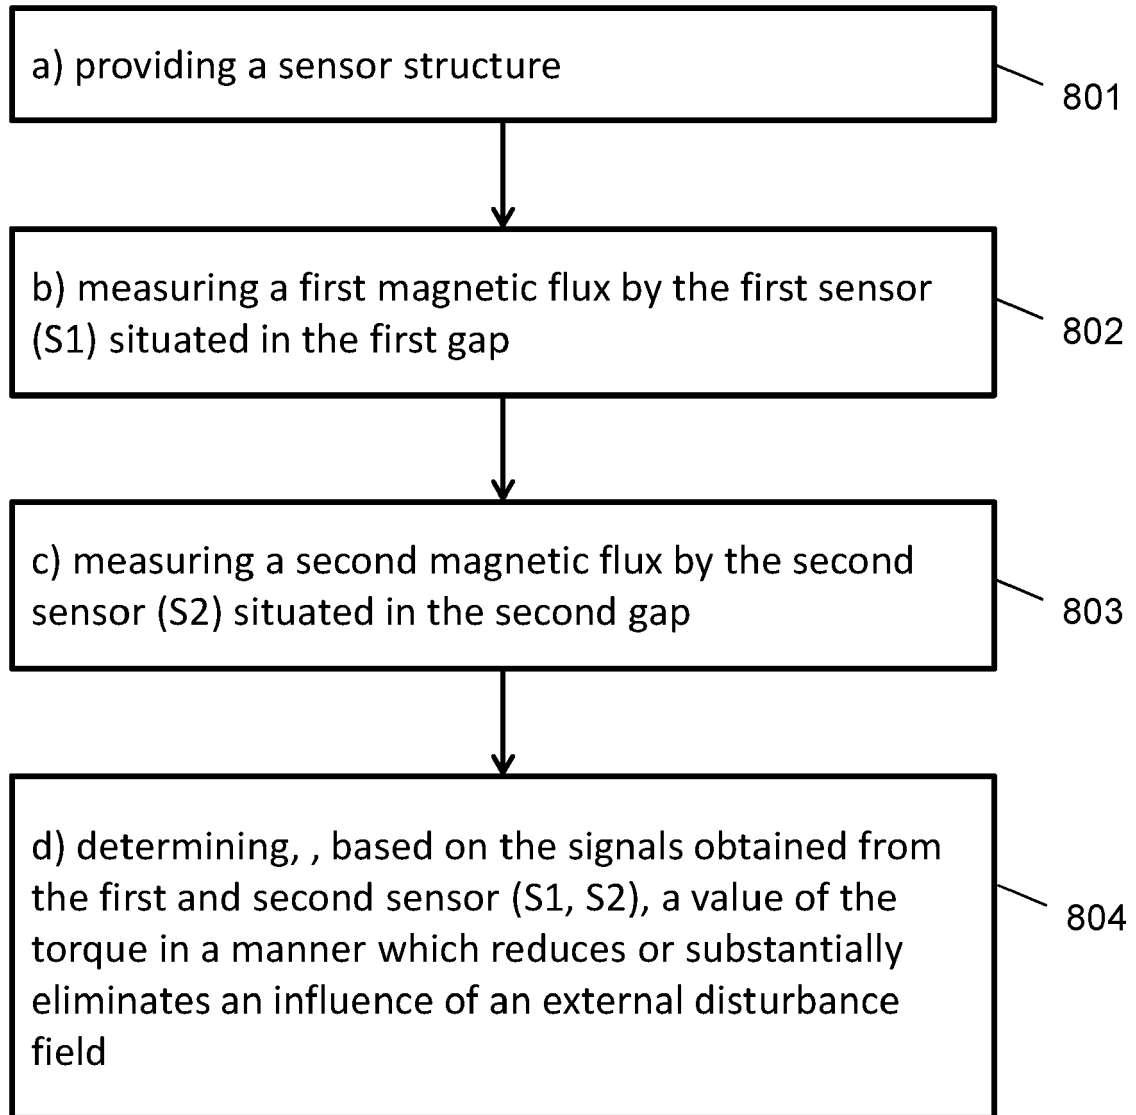 a) providing a sensor structure
801
b) measuring a first magnetic flux by the first sensor
(S1) situated in the first gap
802
c) measuring a second magnetic flux by the second
sensor (S2) situated in the second gap
803
d) determining, , based on the signals obtained from
the first and second sensor (S1, S2), a value of the
torque in a manner which reduces or substantially
eliminates an influence of an external disturbance
field
804